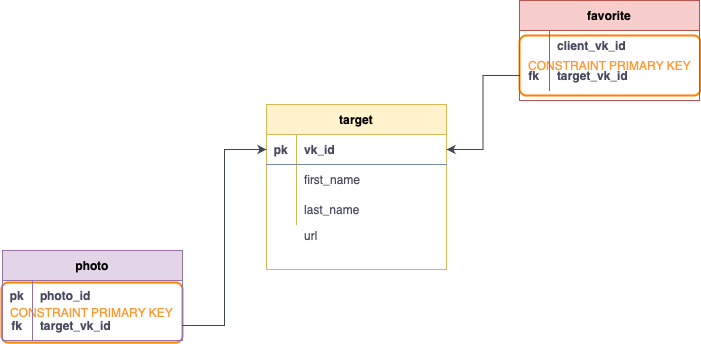 favorite
client_vk_id
CONSTRAINT PRIMARY KEY
fk target_vk_id
target
pk vk_id
first_name
last_name
url
photo
pk photo_id
CONSTRAINT PRIMARY KEY
fk target_vk_id